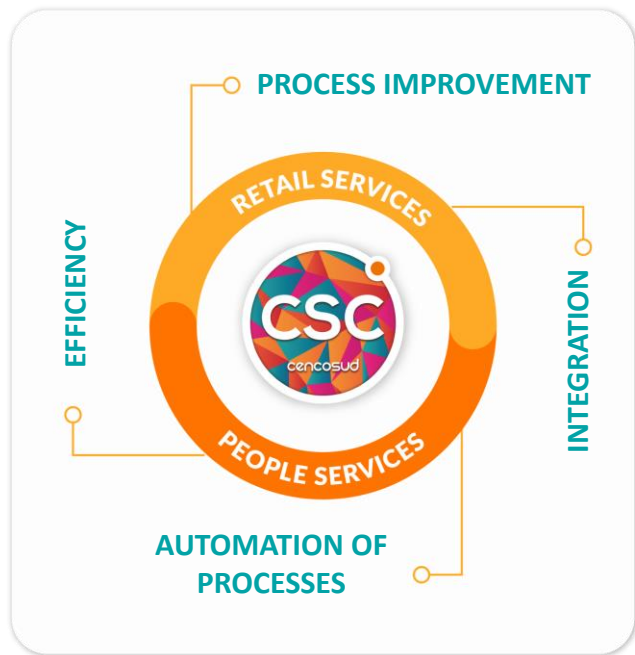 PROCESS IMPROVEMENT
RETAIL SERVICES
EFFICIENCY
CSC
cencosud
INTEGRATION
PEOPLE SERVICES
AUTOMATION OF
PROCESSES